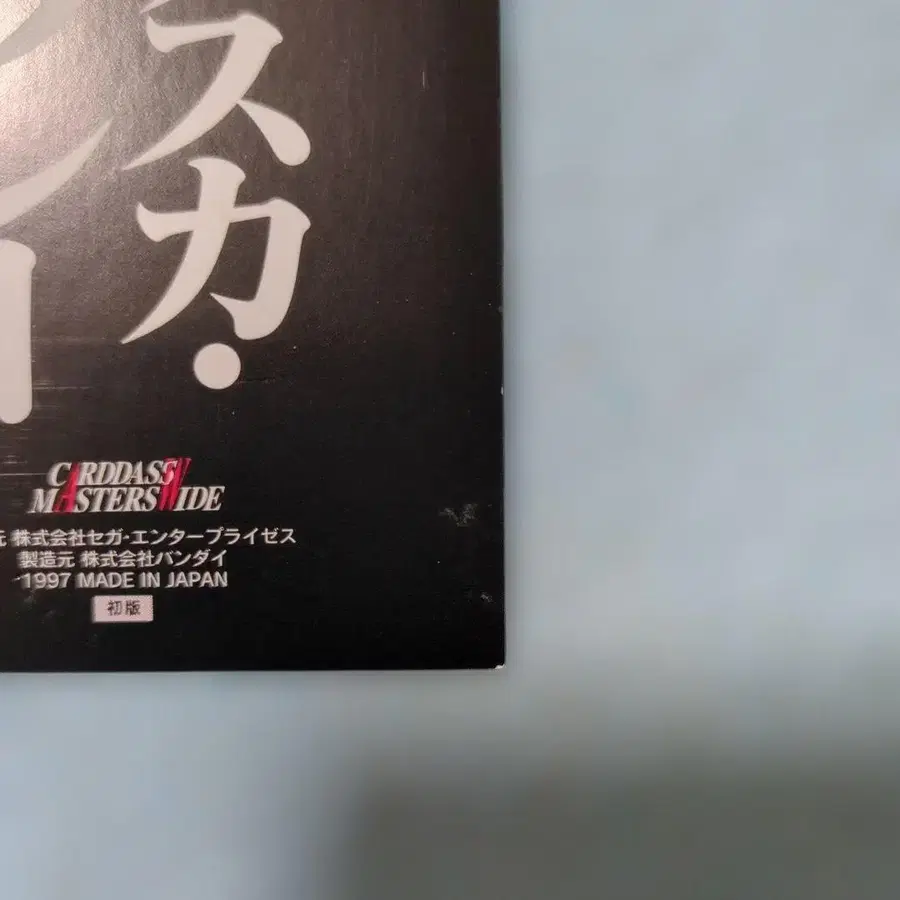 スカ・
ー
CARDDASS
MASTERS WIDE
元 株式会社セガ・エンタープライゼス
製造元 株式会社バンダイ
1997 MADE IN JAPAN
初版